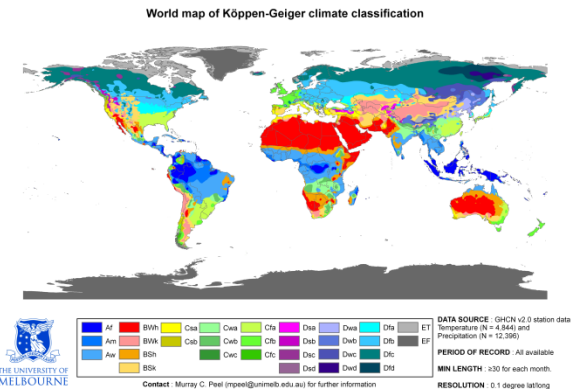 World map of Köppen-Geiger climate classification
THE UNIVERSITY OF
MELBOURNE
Af
Am
Aw
BWh
BWk
BSh
BSk
Csa
Csb
Cwa
Cwb
Cwc
Cfa
Cfb
Cfc
Dsa
Dsb
Dsc
Dsd
Dwa
Dwb
Dwc
Dwd
Dfa
Dfb
Dfc
Dfd
ET
EF
Contact : Murray C. Peel (mpeel@unimelb.edu.au) for further information
DATA SOURCE : GHCN v2.0 station data
Temperature (N = 4,844) and
Precipitation (N = 12,396)
PERIOD OF RECORD : All available
MIN LENGTH : ≥30 for each month.
RESOLUTION : 0.1 degree lat/long